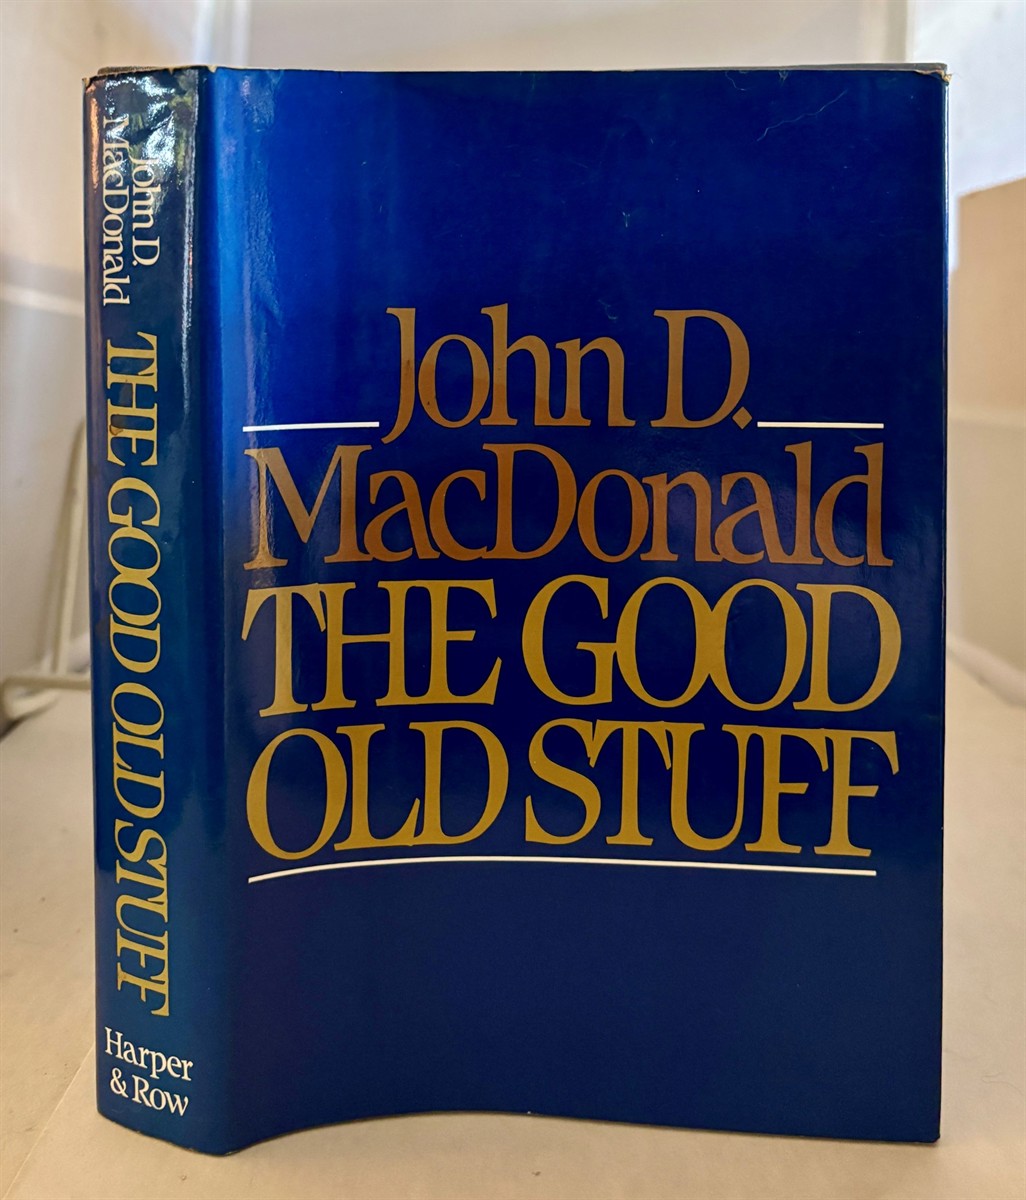 John D.
MacDonald
THE GOOD OLD STUFF
Harper
& Row
John D.
MacDonald
THE GOOD
OLD STUFF